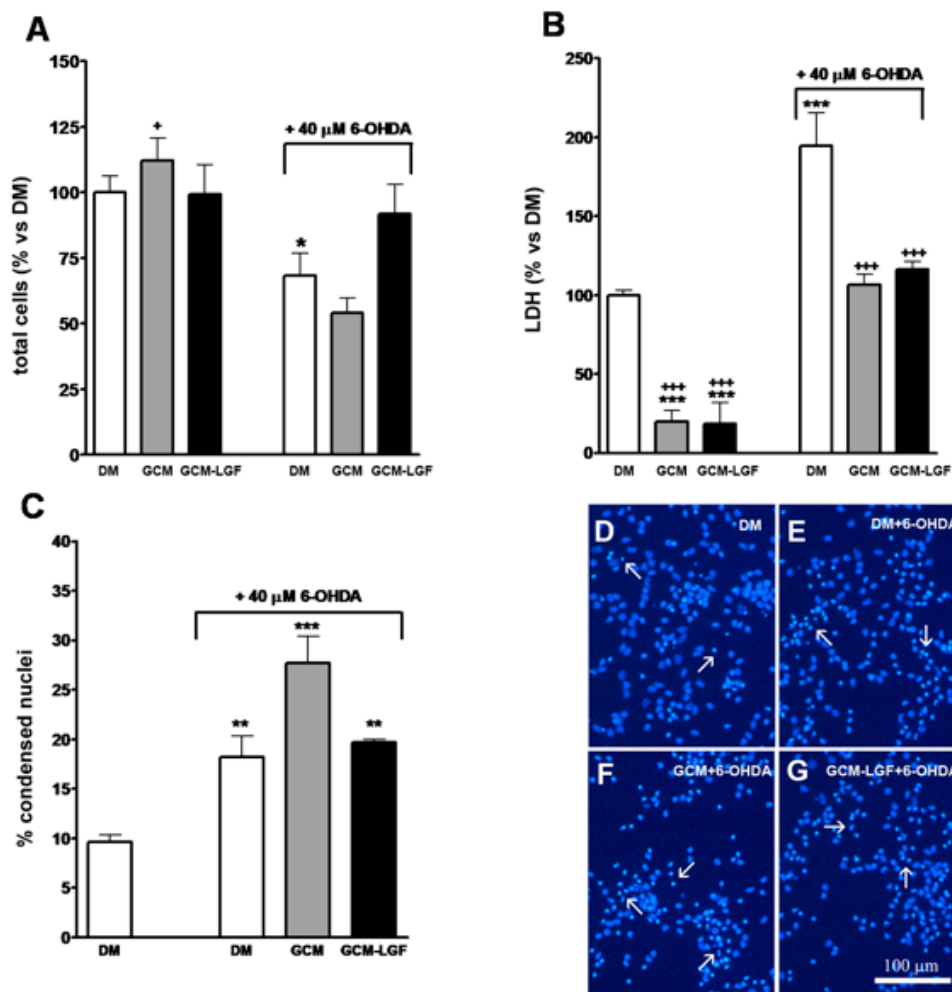 A
total cells (% vs DM)
150
125
100
75
50
25
0
+
+ 40 µM 6-OHDA
*
DM GCM GCM-LGF DM GCM GCM-LGF
B
LDH (% vs DM)
250
200
150
100
50
0
+ 40 µM 6-OHDA
***
+++ +++
+++ +++
*** ***
DM GCM GCM-LGF DM GCM GCM-LGF
C
% condensed nuclei
40
35
30
25
20
15
10
5
0
+ 40 µM 6-OHDA
***
** **
DM DM GCM GCM-LGF
D DM
E DM+6-OHDA
F GCM+6-OHDA
G GCM-LGF+6-OHDA
100 µm